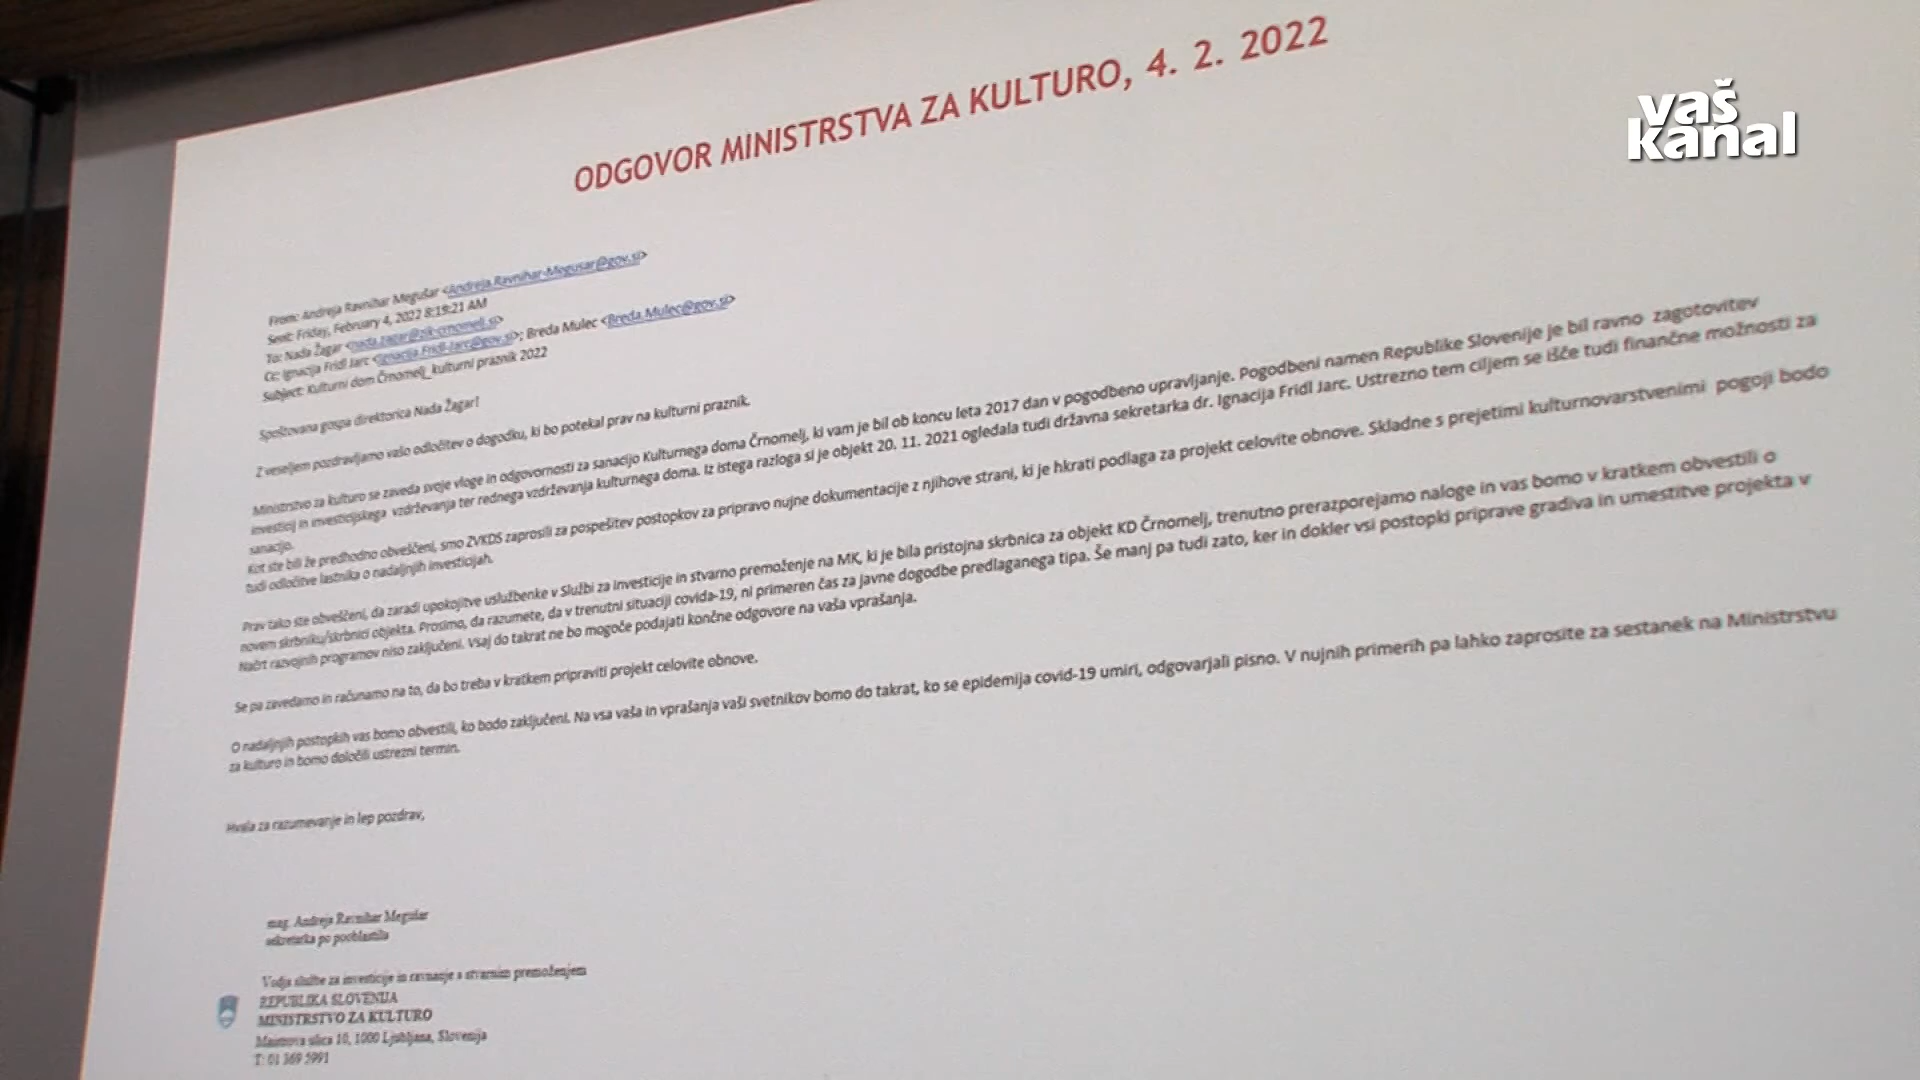 vaš
kanal
ODGOVOR MINISTRSTVA ZA KULTURO, 4. 2. 2022
From: Andreja Ravnihar Megušar <Andreja.Ravnihar-Megusar@gov.si>
Sent: Friday, February 4, 2022 8:19:21 AM
To: Nada Žagar <nada.zagar@zik-crnomelj.si>
Cc: Ignacija Fridl Jarc <Ignacija.Fridl-Jarc@gov.si>; Breda Mulec <Breda.Mulec@gov.si>
Subject: Kulturni dom Črnomelj_kulturni praznik 2022
Spoštovana gospa direktorica Nada Žagar!
Z veseljem pozdravljamo vašo odločitev o dogodku, ki bo potekal prav na kulturni praznik.
Ministrstvo za kulturo se zaveda svoje vloge in odgovornosti za sanacijo Kulturnega doma Črnomelj, ki vam je bil ob koncu leta 2017 dan v pogodbeno upravljanje. Pogodbeni namen Republike Slovenije je bil ravno zagotovitev
investicij in investicijskega vzdrževanja ter rednega vzdrževanja kulturnega doma. Iz istega razloga si je objekt 20. 11. 2021 ogledala tudi državna sekretarka dr. Ignacija Fridl Jarc. Ustrezno tem ciljem se išče tudi finančne možnosti za
sanacijo.
Kot ste bili že predhodno obveščeni, smo ZVKDS zaprosili za pospešitev postopkov za pripravo nujne dokumentacije z njihove strani, ki je hkrati podlaga za projekt celovite obnove. Skladne s prejetimi kulturnovarstvenimi pogoji bodo
tudi odločitve lastnika o nadaljnjih investicijah.
Prav tako ste obveščeni, da zaradi upokojitve uslužbenke v Službi za investicije in stvarno premoženje na MK, ki je bila pristojna skrbnica za objekt KD Črnomelj, trenutno prerazporejamo naloge in vas bomo v kratkem obvestili o
novem skrbniku/skrbnici objekta. Prosimo, da razumete, da v trenutni situaciji covida-19, ni primeren čas za javne dogodbe predlaganega tipa. Še manj pa tudi zato, ker in dokler vsi postopki priprave gradiva in umestitve projekta v
Načrt razvojnih programov niso zaključeni. Vsaj do takrat ne bo mogoče podajati končne odgovore na vaša vprašanja.
Se pa zavedamo in računamo na to, da bo treba v kratkem pripraviti projekt celovite obnove.
O nadaljnjih postopkih vas bomo obvestili, ko bodo zaključeni. Na vsa vaša in vprašanja vaši svetnikov bomo do takrat, ko se epidemija covid-19 umiri, odgovarjali pisno. V nujnih primerih pa lahko zaprosite za sestanek na Ministrstvu
za kulturo in bomo določili ustrezni termin.
Hvala za razumevanje in lep pozdrav,
mag. Andreja Ravnihar Megušar
sekretarka po pooblastilu
Vodja službe za investicije in ravnanje s stvarnim premoženjem
REPUBLIKA SLOVENIJA
MINISTRSTVO ZA KULTURO
Maistrova ulica 10, 1000 Ljubljana, Slovenija
T: 01 369 5991